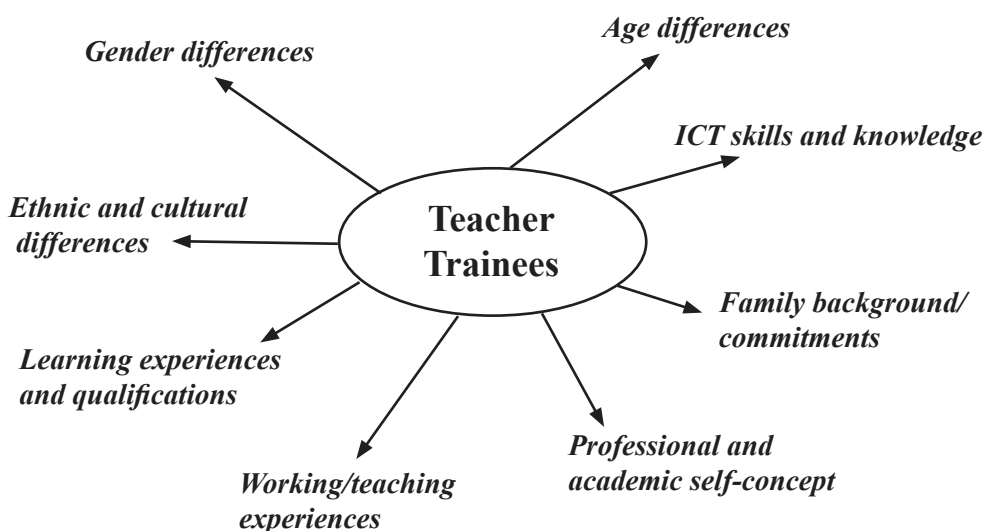 Age differences
Gender differences
ICT skills and knowledge
Ethnic and cultural
differences
Teacher
Trainees
Family background/
commitments
Learning experiences
and qualifications
Professional and
academic self-concept
Working/teaching
experiences